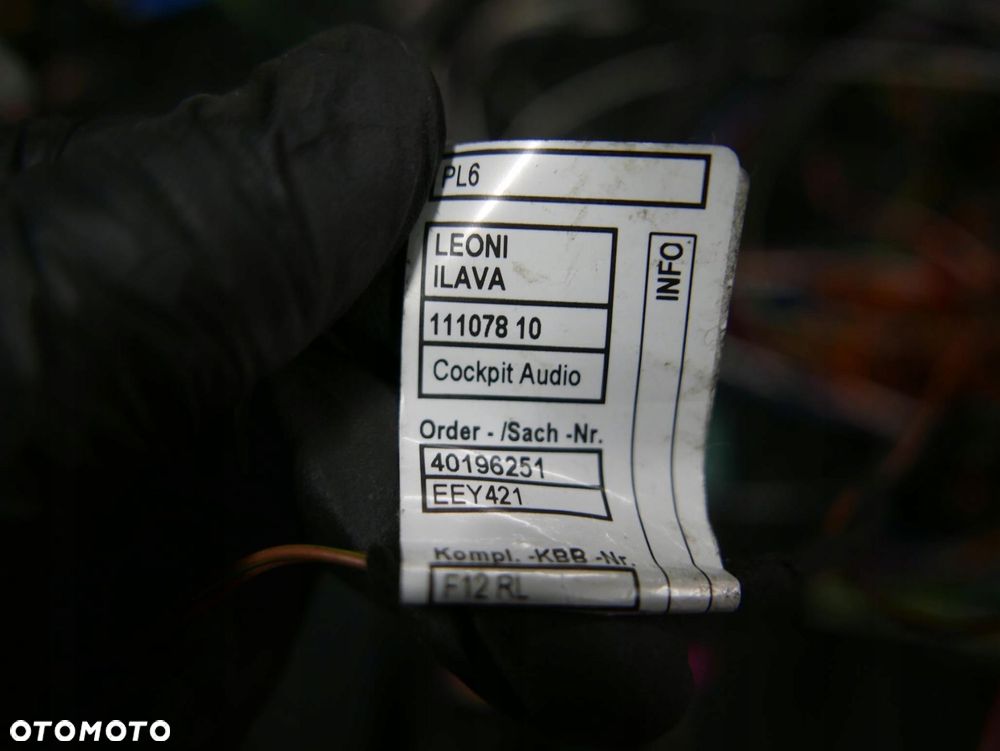 PL6
LEONI
ILAVA
INFO
111078 10
Cockpit Audio
Order - /Sach -Nr.
40196251
EEY421
Kompl. -KBB -Nr.
F12 RL
OTOMOTO